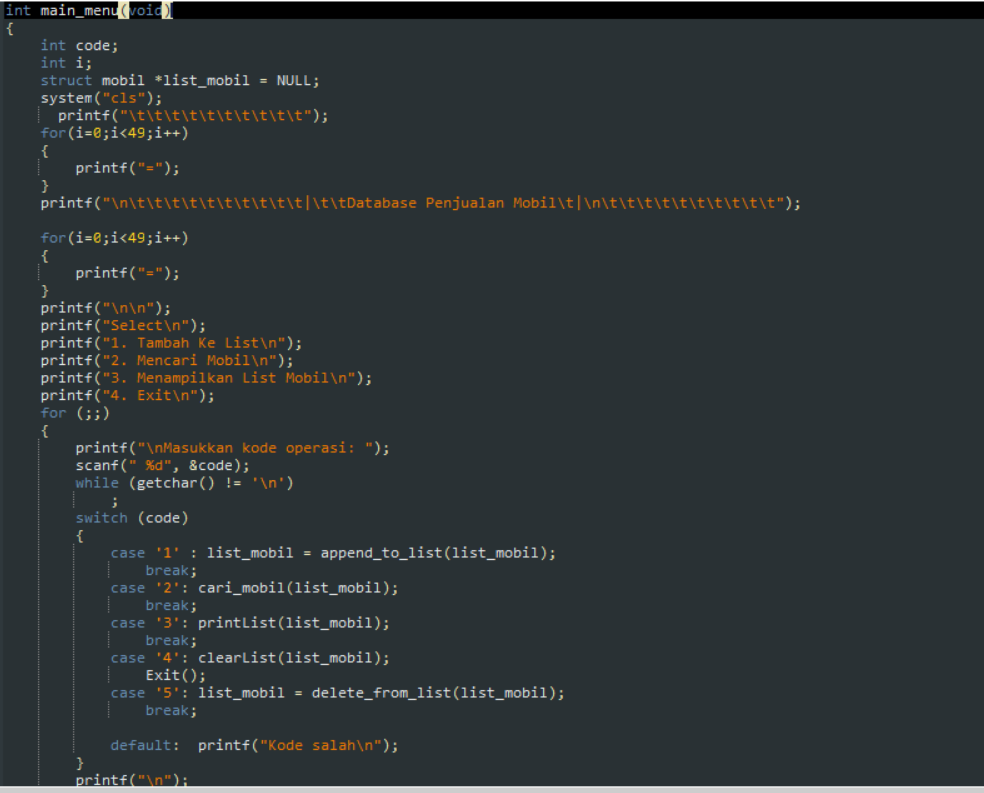 int main_menu(void)
{
    int code;
    int i;
    struct mobil *list_mobil = NULL;
    system("cls");
      printf("\t\t\t\t\t\t\t\t\t\t");
    for(i=0;i<49;i++)
    {
        printf("=");
    }
    printf("\n\t\t\t\t\t\t\t\t\t\t|\t\tDatabase Penjualan Mobil\t|\n\t\t\t\t\t\t\t\t\t\t");
    for(i=0;i<49;i++)
    {
        printf("=");
    }
    printf("\n\n");
    printf("Select\n");
    printf("1. Tambah Ke List\n");
    printf("2. Mencari Mobil\n");
    printf("3. Menampilkan List Mobil\n");
    printf("4. Exit\n");
    for (;;)
    {
        printf("\nMasukkan kode operasi: ");
        scanf(" %d", &code);
        while (getchar() != '\n')
            ;
        switch (code)
        {
            case '1' : list_mobil = append_to_list(list_mobil);
                break;
            case '2': cari_mobil(list_mobil);
                break;
            case '3': printList(list_mobil);
                break;
            case '4': clearList(list_mobil);
                Exit();
            case '5': list_mobil = delete_from_list(list_mobil);
                break;
            default:  printf("Kode salah\n");
        }
        printf("\n");